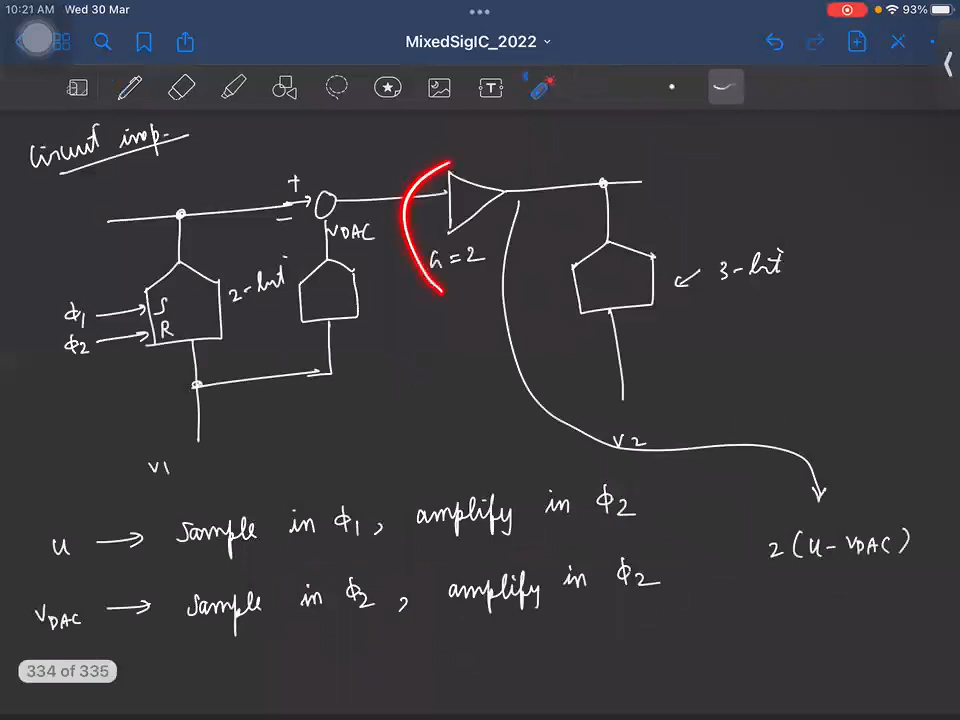 10:21 AM Wed 30 Mar
93%
MixedSigIC_2022
Circuit imp.
+
−
VDAC
G = 2
2-bit
3-bit
ϕ1
S
ϕ2
R
V1
V2
u → sample in ϕ1, amplify in ϕ2
2(u − VDAC)
VDAC → sample in ϕ2, amplify in ϕ2
334 of 335